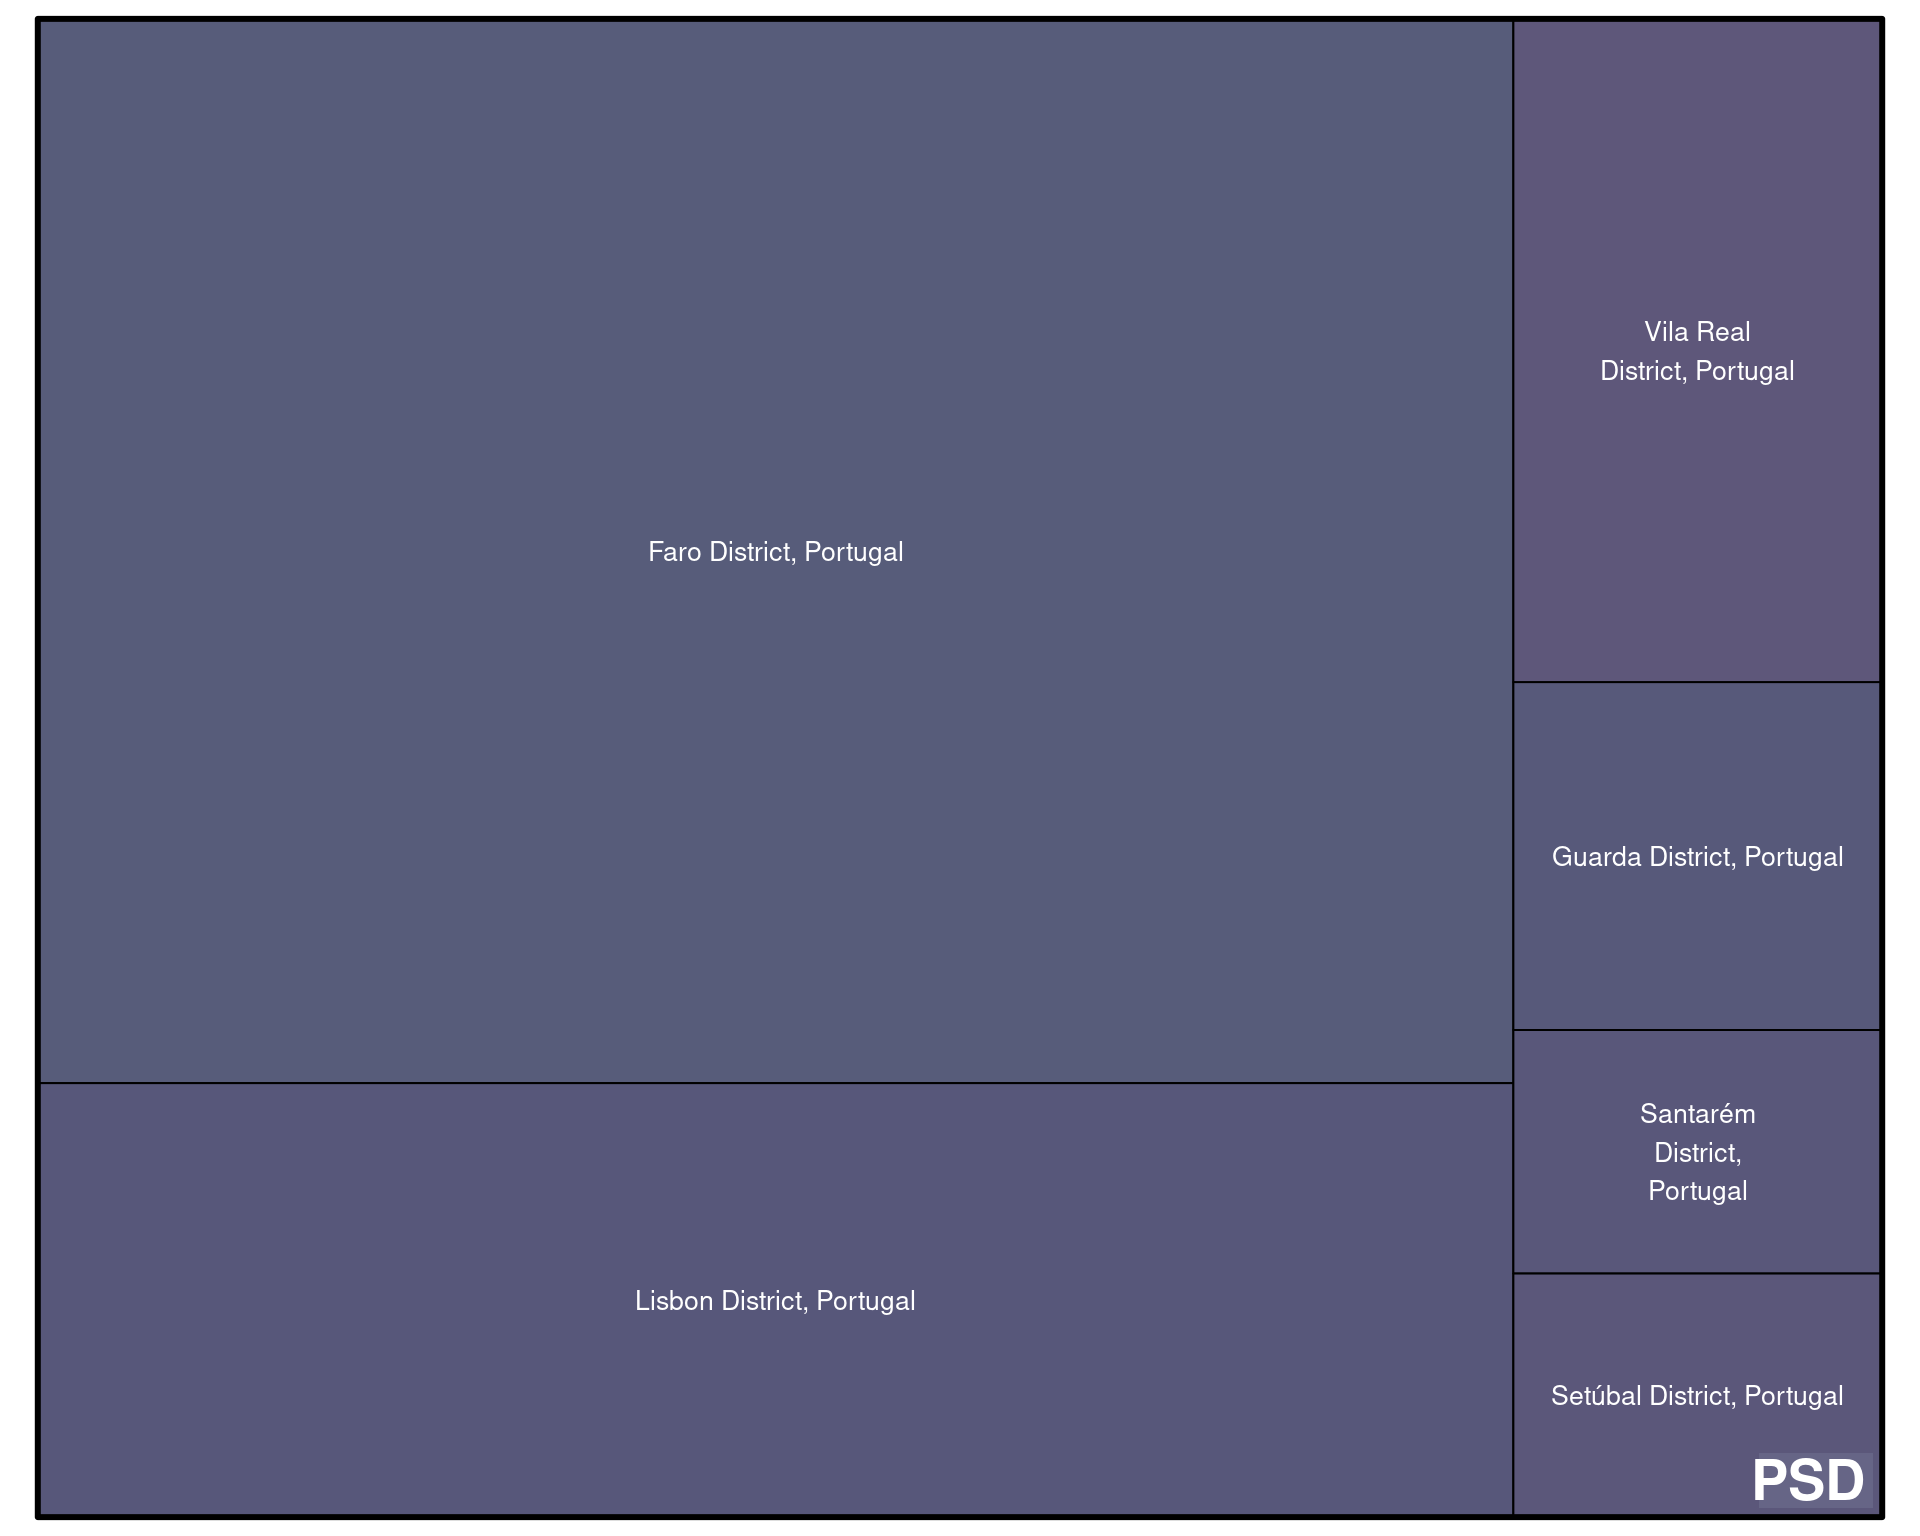 Faro District, Portugal
Lisbon District, Portugal
Vila Real
District, Portugal
Guarda District, Portugal
Santarém
District,
Portugal
Setúbal District, Portugal
PSD